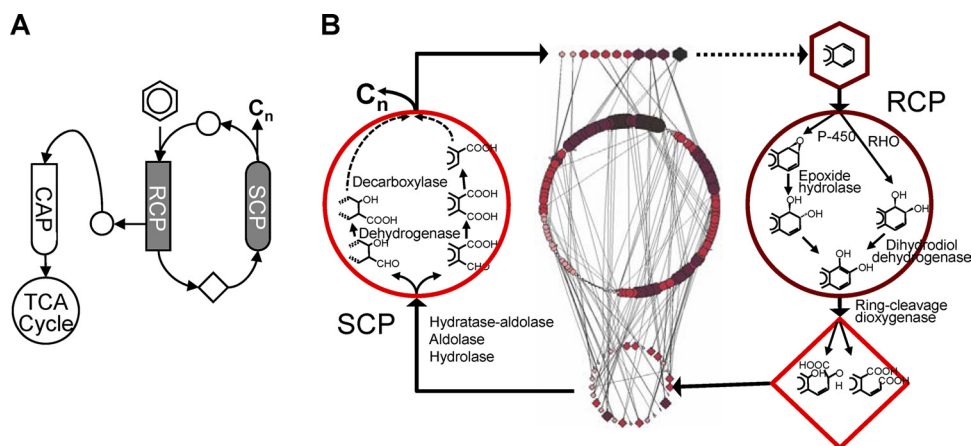 A
B
Cn
CAP
RCP
SCP
TCA
Cycle
Cn
COOH
Decarboxylase
OH
COOH
COOH
COOH
Dehydrogenase
OH
CHO
COOH
CHO
SCP
Hydratase-aldolase
Aldolase
Hydrolase
RCP
P-450
RHO
O
Epoxide
hydrolase
OH
OH
OH
OH
Dihydrodiol
dehydrogenase
OH
OH
Ring-cleavage
dioxygenase
HOOC
OH
O
H
COOH
COOH